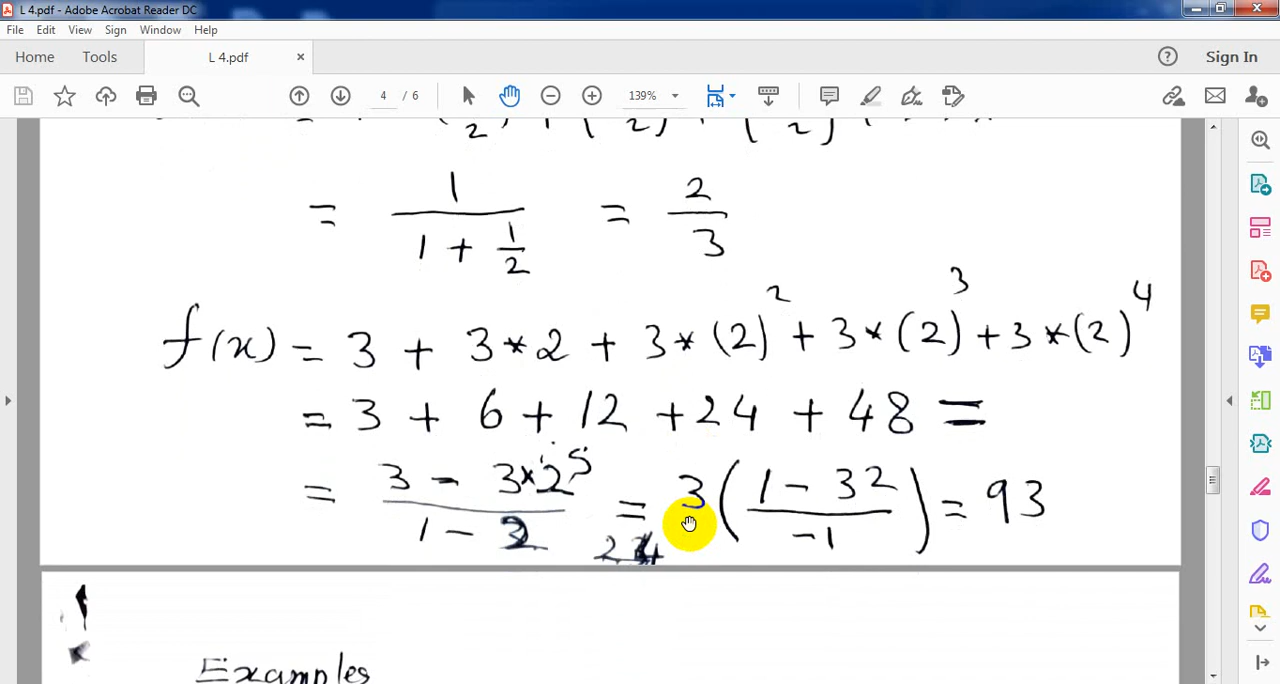 L 4.pdf - Adobe Acrobat Reader DC
File Edit View Sign Window Help
Home Tools L 4.pdf × Sign In
4 / 6 139%
= 1 / (1 + 1/2) = 2/3
f(x) = 3 + 3*2 + 3*(2)^2 + 3*(2)^3 + 3*(2)^4
= 3 + 6 + 12 + 24 + 48 =
= (3 - 3*2^5) / (1 - 2) = 3 ((1 - 32) / -1) = 93
Examples